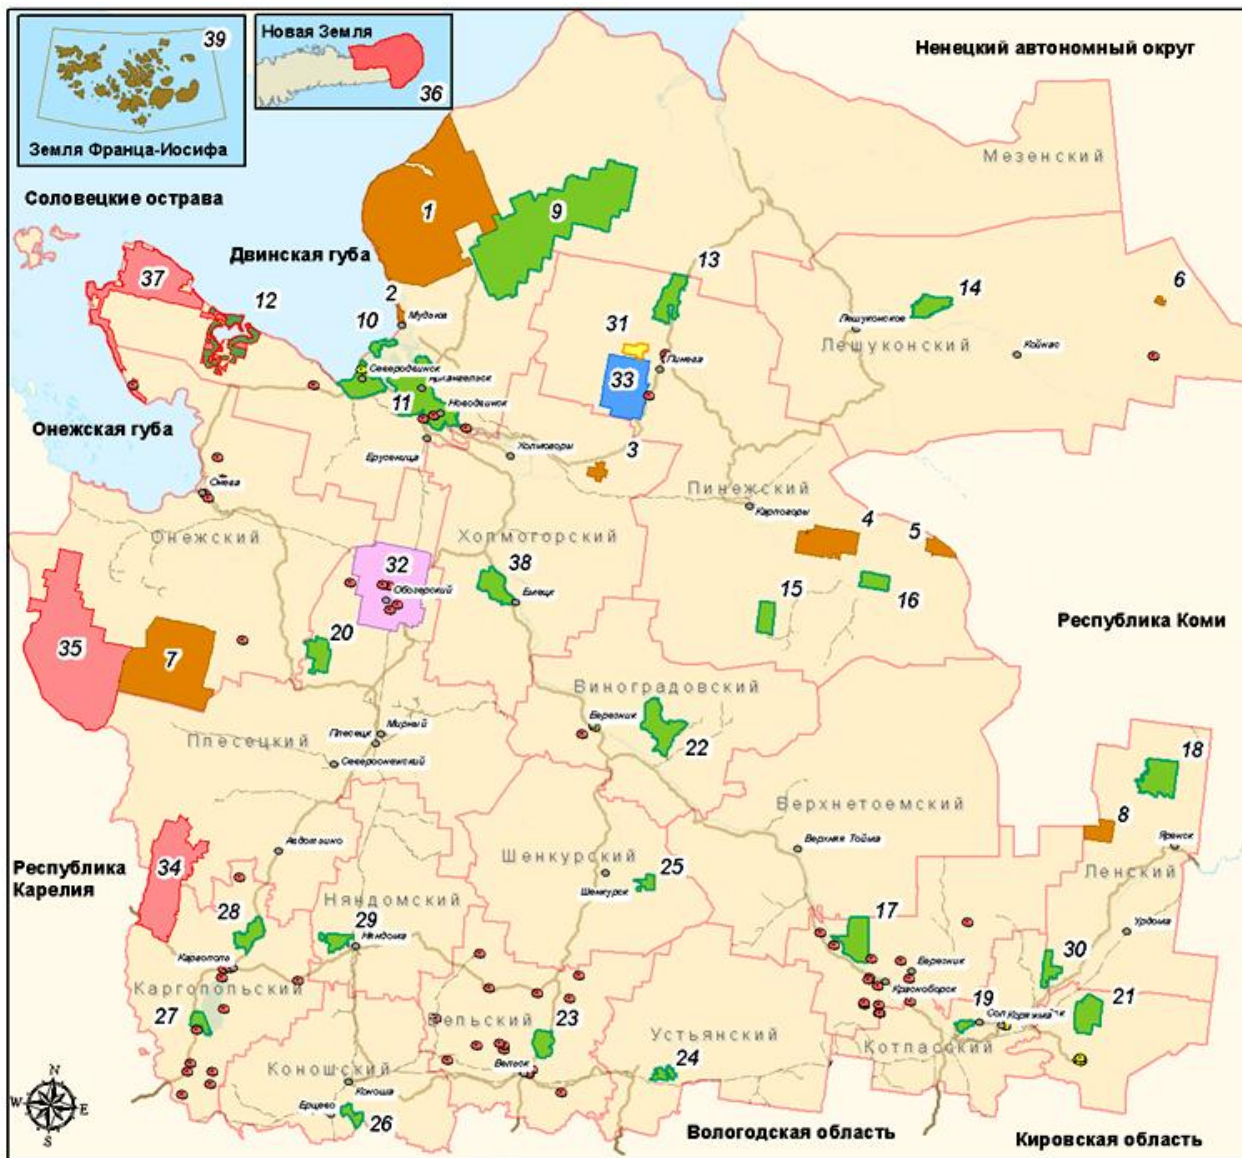 39
Новая Земля
Ненецкий автономный округ
36
Земля Франца-Иосифа
Мезенский
Соловецкие острова
1
9
Двинская губа
37
13
12
2
14
6
10
Мудьюга
31
Лешуконское
Лешуконский
Койнас
Северодвинск
Пинега
Архангельск
33
11
Новодвинск
Онежская губа
3
Холмогоры
Брусеница
Онега
Пинежский
Карпогоры
4
5
Онежский
Холмогорский
32
38
Обозерский
Емецк
15
16
Республика Коми
20
35
7
Виноградовский
Березник
Плесецкий
Мирный
Плесецк
22
18
Североонежский
Верхнетоемский
8
Верхняя Тойма
Яренск
Авдотьино
Республика
Карелия
34
Шенкурский
25
Ленский
Шенкурск
Няндомский
28
29
17
Урдома
Няндома
30
Каргополь
Березник
Каргопольский
Красноборск
27
19
21
Вельский
23
Устьянский
Коряжма
Котласский
24
Вельск
Коношский
Коноша
N
W
E
S
Ерцево
26
Вологодская область
Кировская область